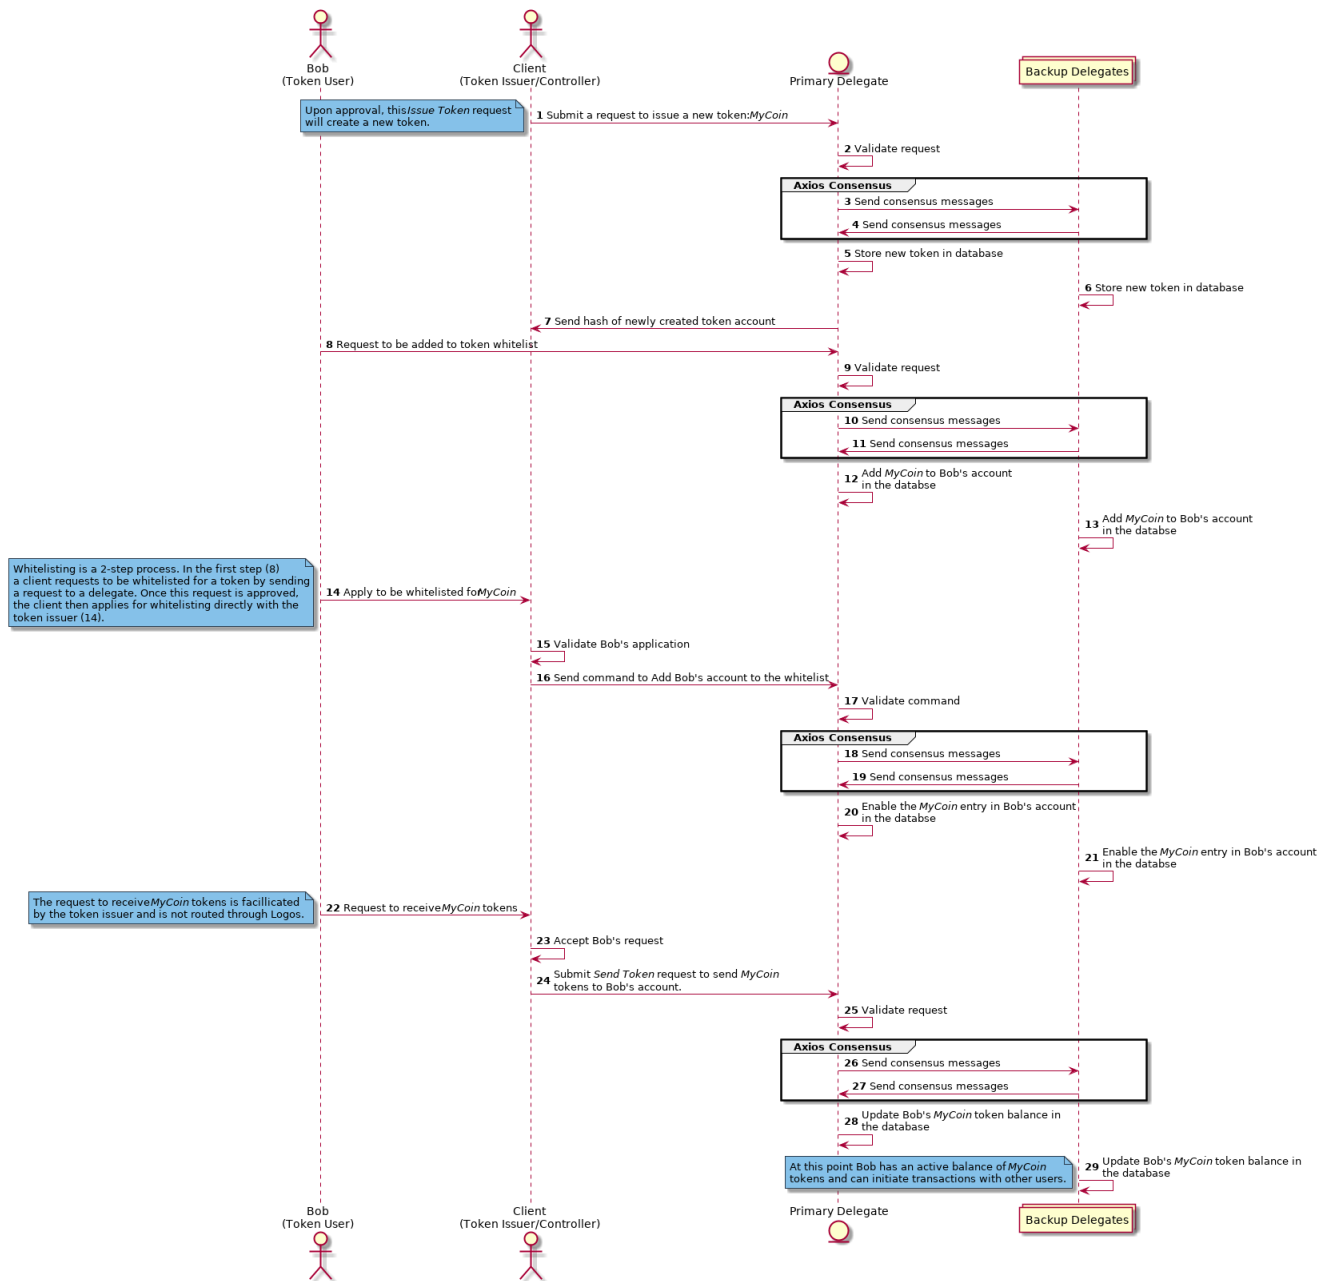 Bob
(Token User)
Client
(Token Issuer/Controller)
Primary Delegate
Backup Delegates
Upon approval, this Issue Token request
will create a new token.
1 Submit a request to issue a new token: MyCoin
2 Validate request
Axios Consensus
3 Send consensus messages
4 Send consensus messages
5 Store new token in database
6 Store new token in database
7 Send hash of newly created token account
8 Request to be added to token whitelist
9 Validate request
Axios Consensus
10 Send consensus messages
11 Send consensus messages
12 Add MyCoin to Bob's account
in the databse
13 Add MyCoin to Bob's account
in the databse
Whitelisting is a 2-step process. In the first step (8)
a client requests to be whitelisted for a token by sending
a request to a delegate. Once this request is approved,
the client then applies for whitelisting directly with the
token issuer (14).
14 Apply to be whitelisted for MyCoin
15 Validate Bob's application
16 Send command to Add Bob's account to the whitelist
17 Validate command
Axios Consensus
18 Send consensus messages
19 Send consensus messages
20 Enable the MyCoin entry in Bob's account
in the databse
21 Enable the MyCoin entry in Bob's account
in the databse
The request to receive MyCoin tokens is facillicated
by the token issuer and is not routed through Logos.
22 Request to receive MyCoin tokens
23 Accept Bob's request
24 Submit Send Token request to send MyCoin
tokens to Bob's account.
25 Validate request
Axios Consensus
26 Send consensus messages
27 Send consensus messages
28 Update Bob's MyCoin token balance in
the database
At this point Bob has an active balance of MyCoin
tokens and can initiate transactions with other users.
29 Update Bob's MyCoin token balance in
the database
Bob
(Token User)
Client
(Token Issuer/Controller)
Primary Delegate
Backup Delegates